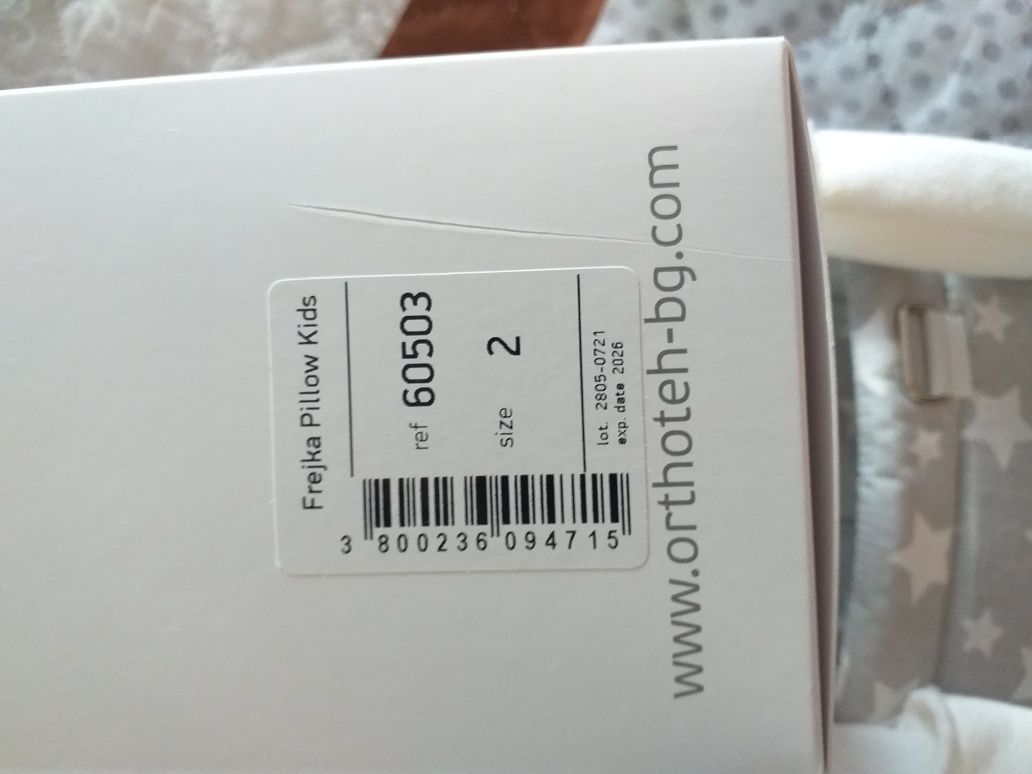 Frejka Pillow Kids
ref 60503
size 2
lot. 2805-0721
exp. date 2026
3 800236 094715
www.orthoteh-bg.com